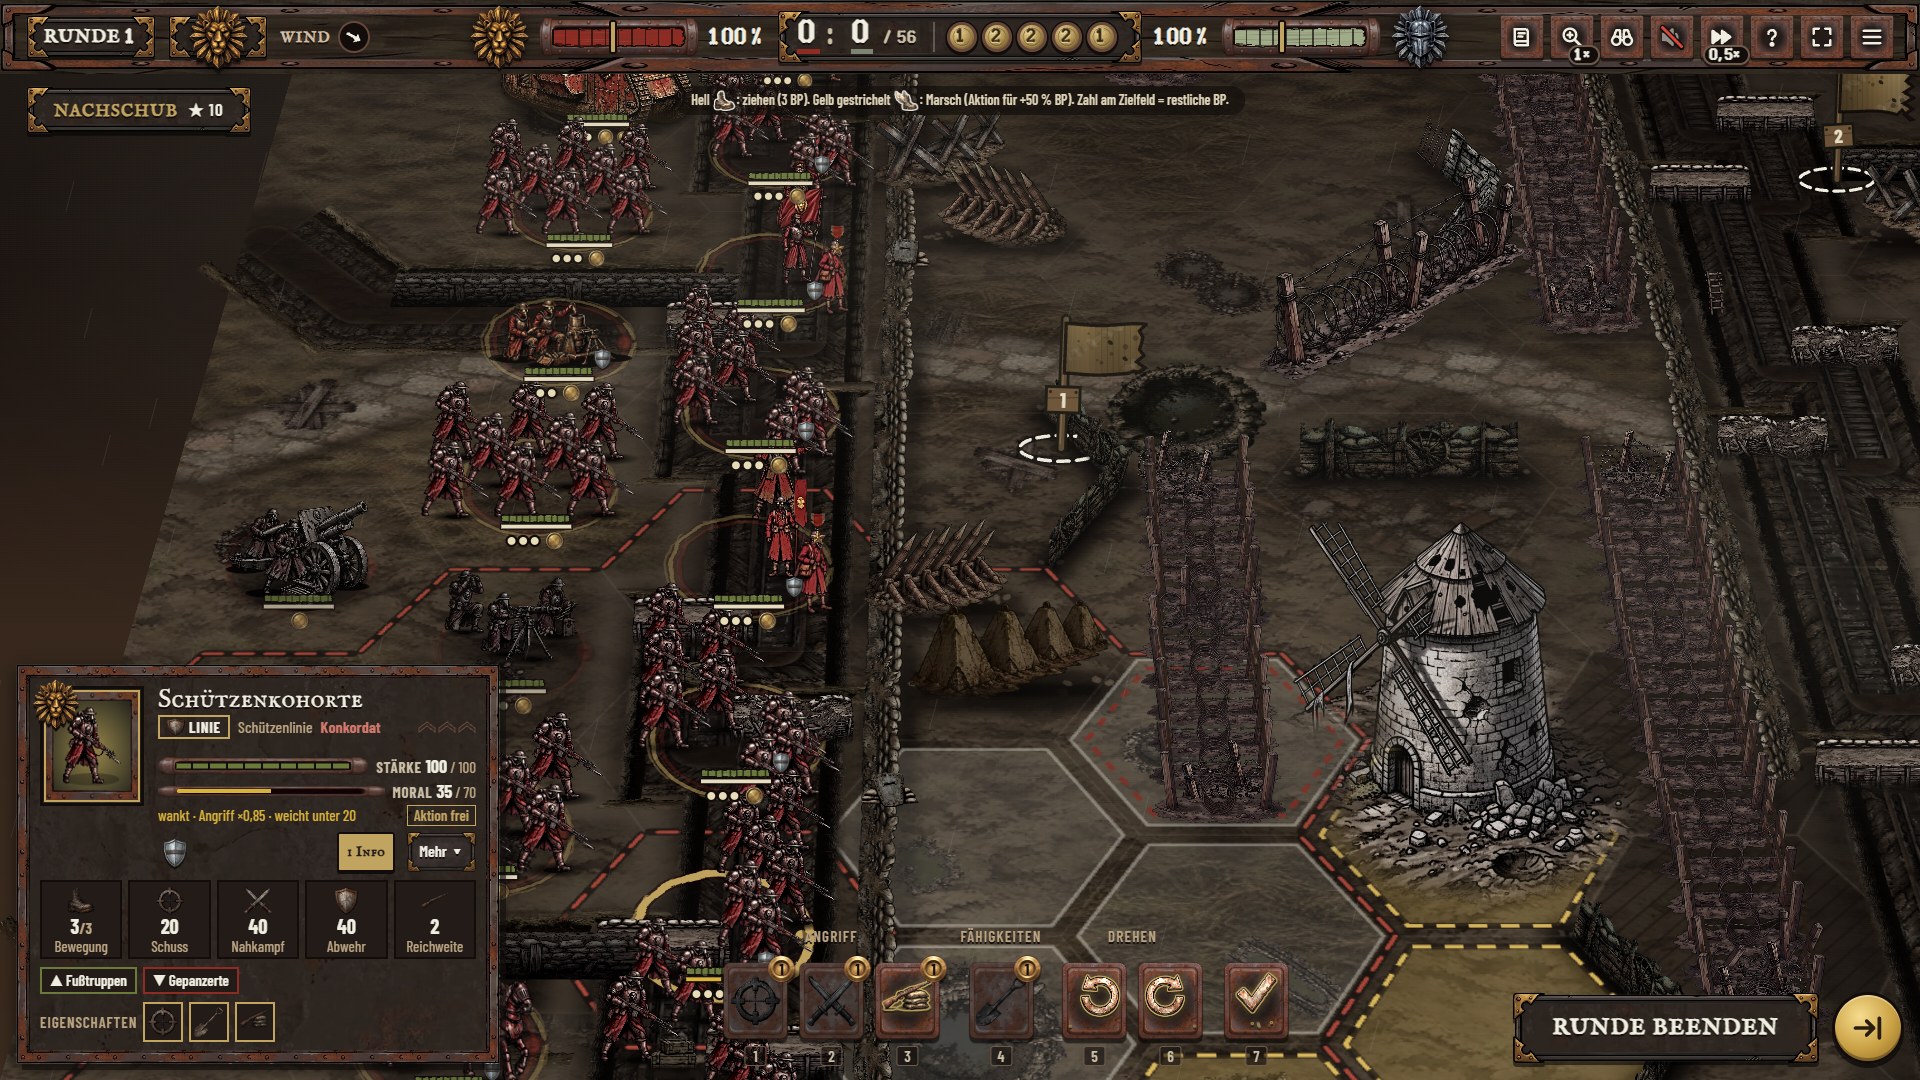 RUNDE 1
WIND
100 %
0 : 0 / 56
1 2 2 2 1
100 %
1×
0,5×
?
NACHSCHUB ★ 10
Hell : ziehen (3 BP). Gelb gestrichelt : Marsch (Aktion für +50 % BP). Zahl am Zielfeld = restliche BP.
2
1
SCHÜTZENKOHORTE
LINIE Schützenlinie Konkordat
STÄRKE 100 / 100
MORAL 35 / 70
wankt · Angriff ×0,85 · weicht unter 20
Aktion frei
1 INFO
Mehr ▾
3/3 20 40 40 2
Bewegung Schuss Nahkampf Abwehr Reichweite
▲ Fußtruppen ▼ Gepanzerte
EIGENSCHAFTEN
ANGRIFF FÄHIGKEITEN DREHEN
1 1 1 1
1 2 3 4 5 6 7
RUNDE BEENDEN